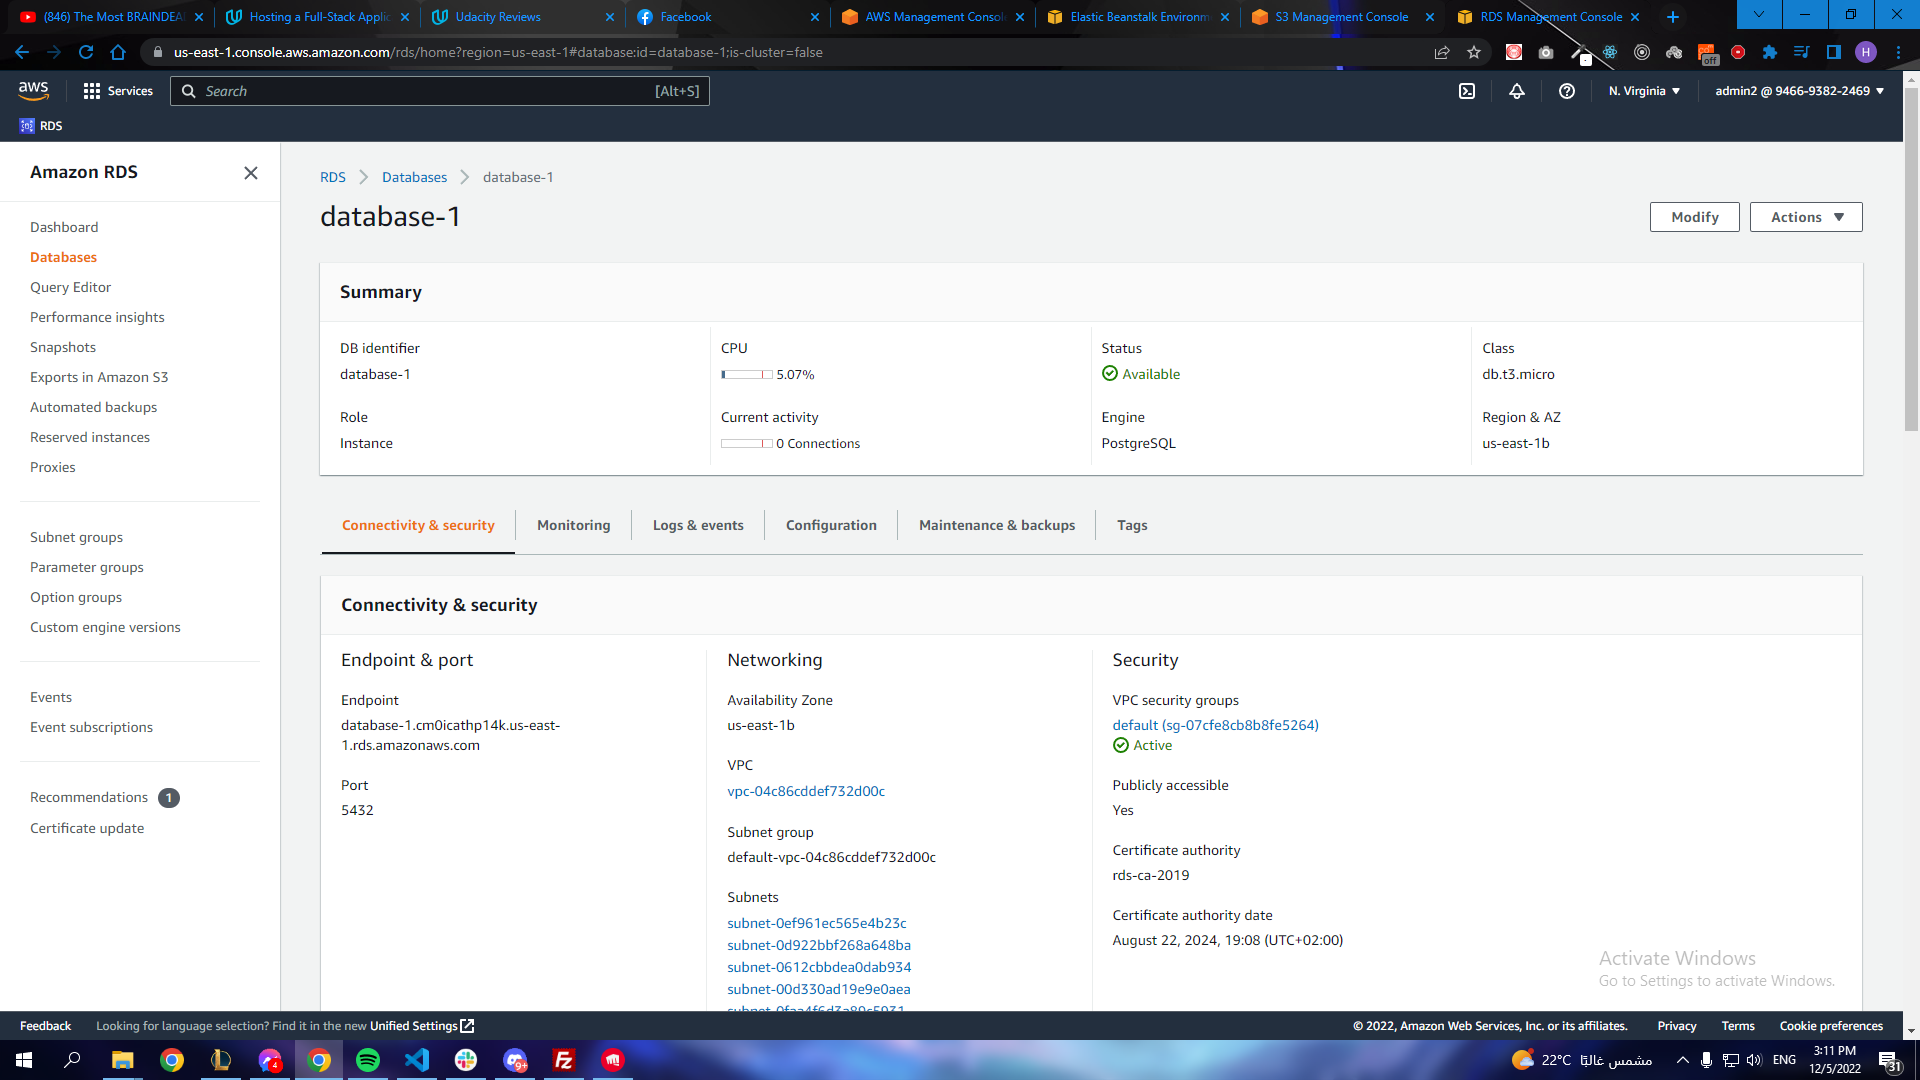 (846) The Most BRAINDEA
Hosting a Full-Stack Applic
Udacity Reviews
Facebook
AWS Management Consol
Elastic Beanstalk Environm
S3 Management Console
RDS Management Console
us-east-1.console.aws.amazon.com/rds/home?region=us-east-1#database:id=database-1;is-cluster=false
off
H
aws
Services
Search
[Alt+S]
N. Virginia
admin2 @ 9466-9382-2469
RDS
Amazon RDS
Dashboard
Databases
Query Editor
Performance insights
Snapshots
Exports in Amazon S3
Automated backups
Reserved instances
Proxies
Subnet groups
Parameter groups
Option groups
Custom engine versions
Events
Event subscriptions
Recommendations 1
Certificate update
RDS
Databases
database-1
database-1
Modify
Actions
Summary
DB identifier
database-1
CPU
5.07%
Status
Available
Class
db.t3.micro
Role
Instance
Current activity
0 Connections
Engine
PostgreSQL
Region & AZ
us-east-1b
Connectivity & security
Monitoring
Logs & events
Configuration
Maintenance & backups
Tags
Connectivity & security
Endpoint & port
Endpoint
database-1.cm0icathp14k.us-east-
1.rds.amazonaws.com
Port
5432
Networking
Availability Zone
us-east-1b
VPC
vpc-04c86cddef732d00c
Subnet group
default-vpc-04c86cddef732d00c
Subnets
subnet-0ef961ec565e4b23c
subnet-0d922bbf268a648ba
subnet-0612cbbdea0dab934
subnet-00d330ad19e9e0aea
Security
VPC security groups
default (sg-07cfe8cb8b8fe5264)
Active
Publicly accessible
Yes
Certificate authority
rds-ca-2019
Certificate authority date
August 22, 2024, 19:08 (UTC+02:00)
Activate Windows
Go to Settings to activate Windows.
Feedback
Looking for language selection? Find it in the new Unified Settings
© 2022, Amazon Web Services, Inc. or its affiliates.
Privacy
Terms
Cookie preferences
4
9+
22°C
مشمس غالبًا
ENG
3:11 PM
12/5/2022
31